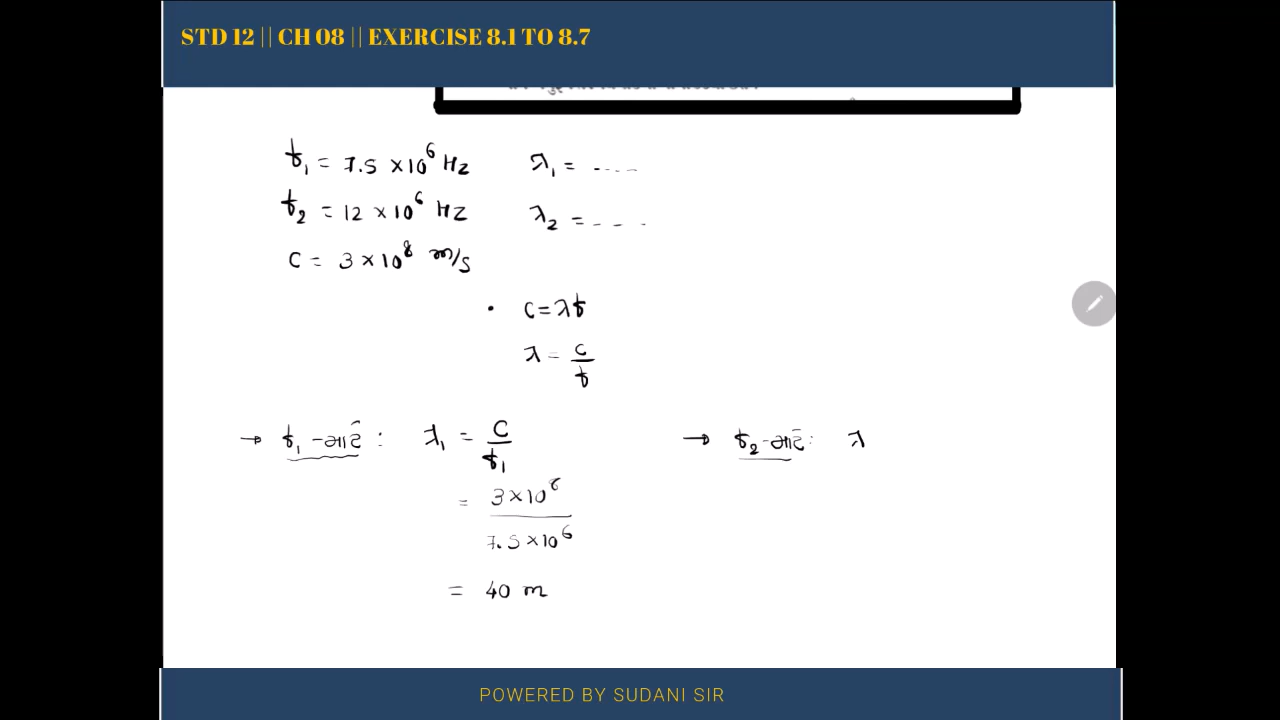 STD 12 || CH 08 || EXERCISE 8.1 TO 8.7
f₁ = 7.5 × 10⁶ Hz λ₁ = ----
f₂ = 12 × 10⁶ Hz λ₂ = ----
C = 3 × 10⁸ m/s
• C = λf
λ = C/f
→ f₁ -માટે : λ₁ = C/f₁
= 3 × 10⁸ / 7.5 × 10⁶
= 40 m
→ f₂ -માટે : λ
POWERED BY SUDANI SIR